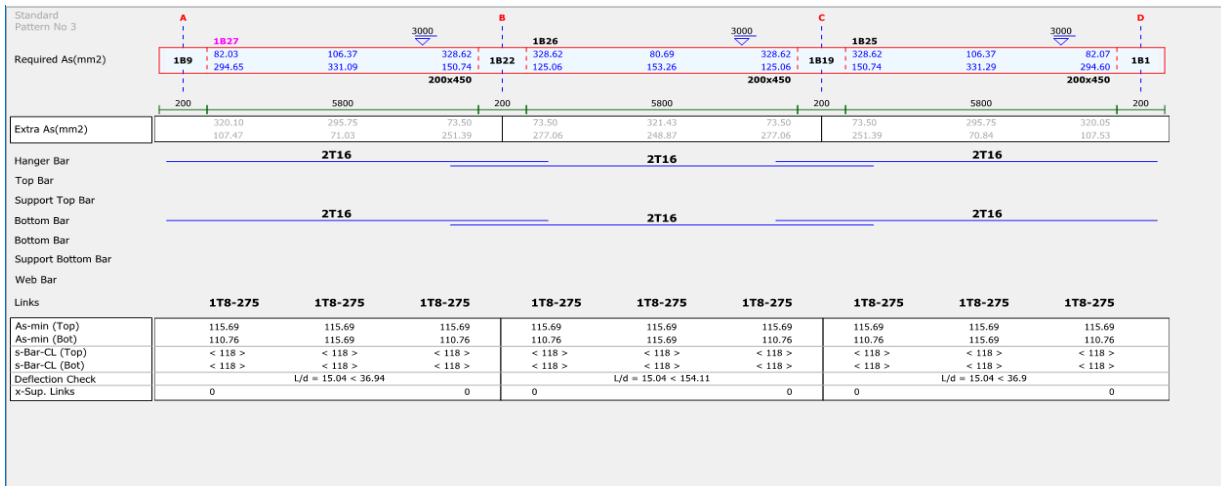 Standard
Pattern No 3
A B C D
1B27 3000 1B26 3000 1B25 3000
Required As(mm2) 1B9 82.03 106.37 328.62 1B22 328.62 80.69 328.62 1B19 328.62 106.37 82.07 1B1
294.65 331.09 150.74 125.06 153.26 125.06 150.74 331.29 294.60
200x450 200x450 200x450
200 5800 200 5800 200 5800 200
Extra As(mm2) 320.10 295.75 73.50 73.50 321.43 73.50 73.50 295.75 320.05
107.47 71.03 251.39 277.06 248.87 277.06 251.39 70.84 107.53
Hanger Bar 2T16 2T16 2T16
Top Bar
Support Top Bar
Bottom Bar 2T16 2T16 2T16
Bottom Bar
Support Bottom Bar
Web Bar
Links 1T8-275 1T8-275 1T8-275 1T8-275 1T8-275 1T8-275 1T8-275 1T8-275 1T8-275
As-min (Top) 115.69 115.69 115.69 115.69 115.69 115.69 115.69 115.69 115.69
As-min (Bot) 110.76 115.69 110.76 110.76 115.69 110.76 110.76 115.69 110.76
s-Bar-CL (Top) < 118 > < 118 > < 118 > < 118 > < 118 > < 118 > < 118 > < 118 > < 118 >
s-Bar-CL (Bot) < 118 > < 118 > < 118 > < 118 > < 118 > < 118 > < 118 > < 118 > < 118 >
Deflection Check L/d = 15.04 < 36.94 L/d = 15.04 < 154.11 L/d = 15.04 < 36.9
x-Sup. Links 0 0 0 0 0 0